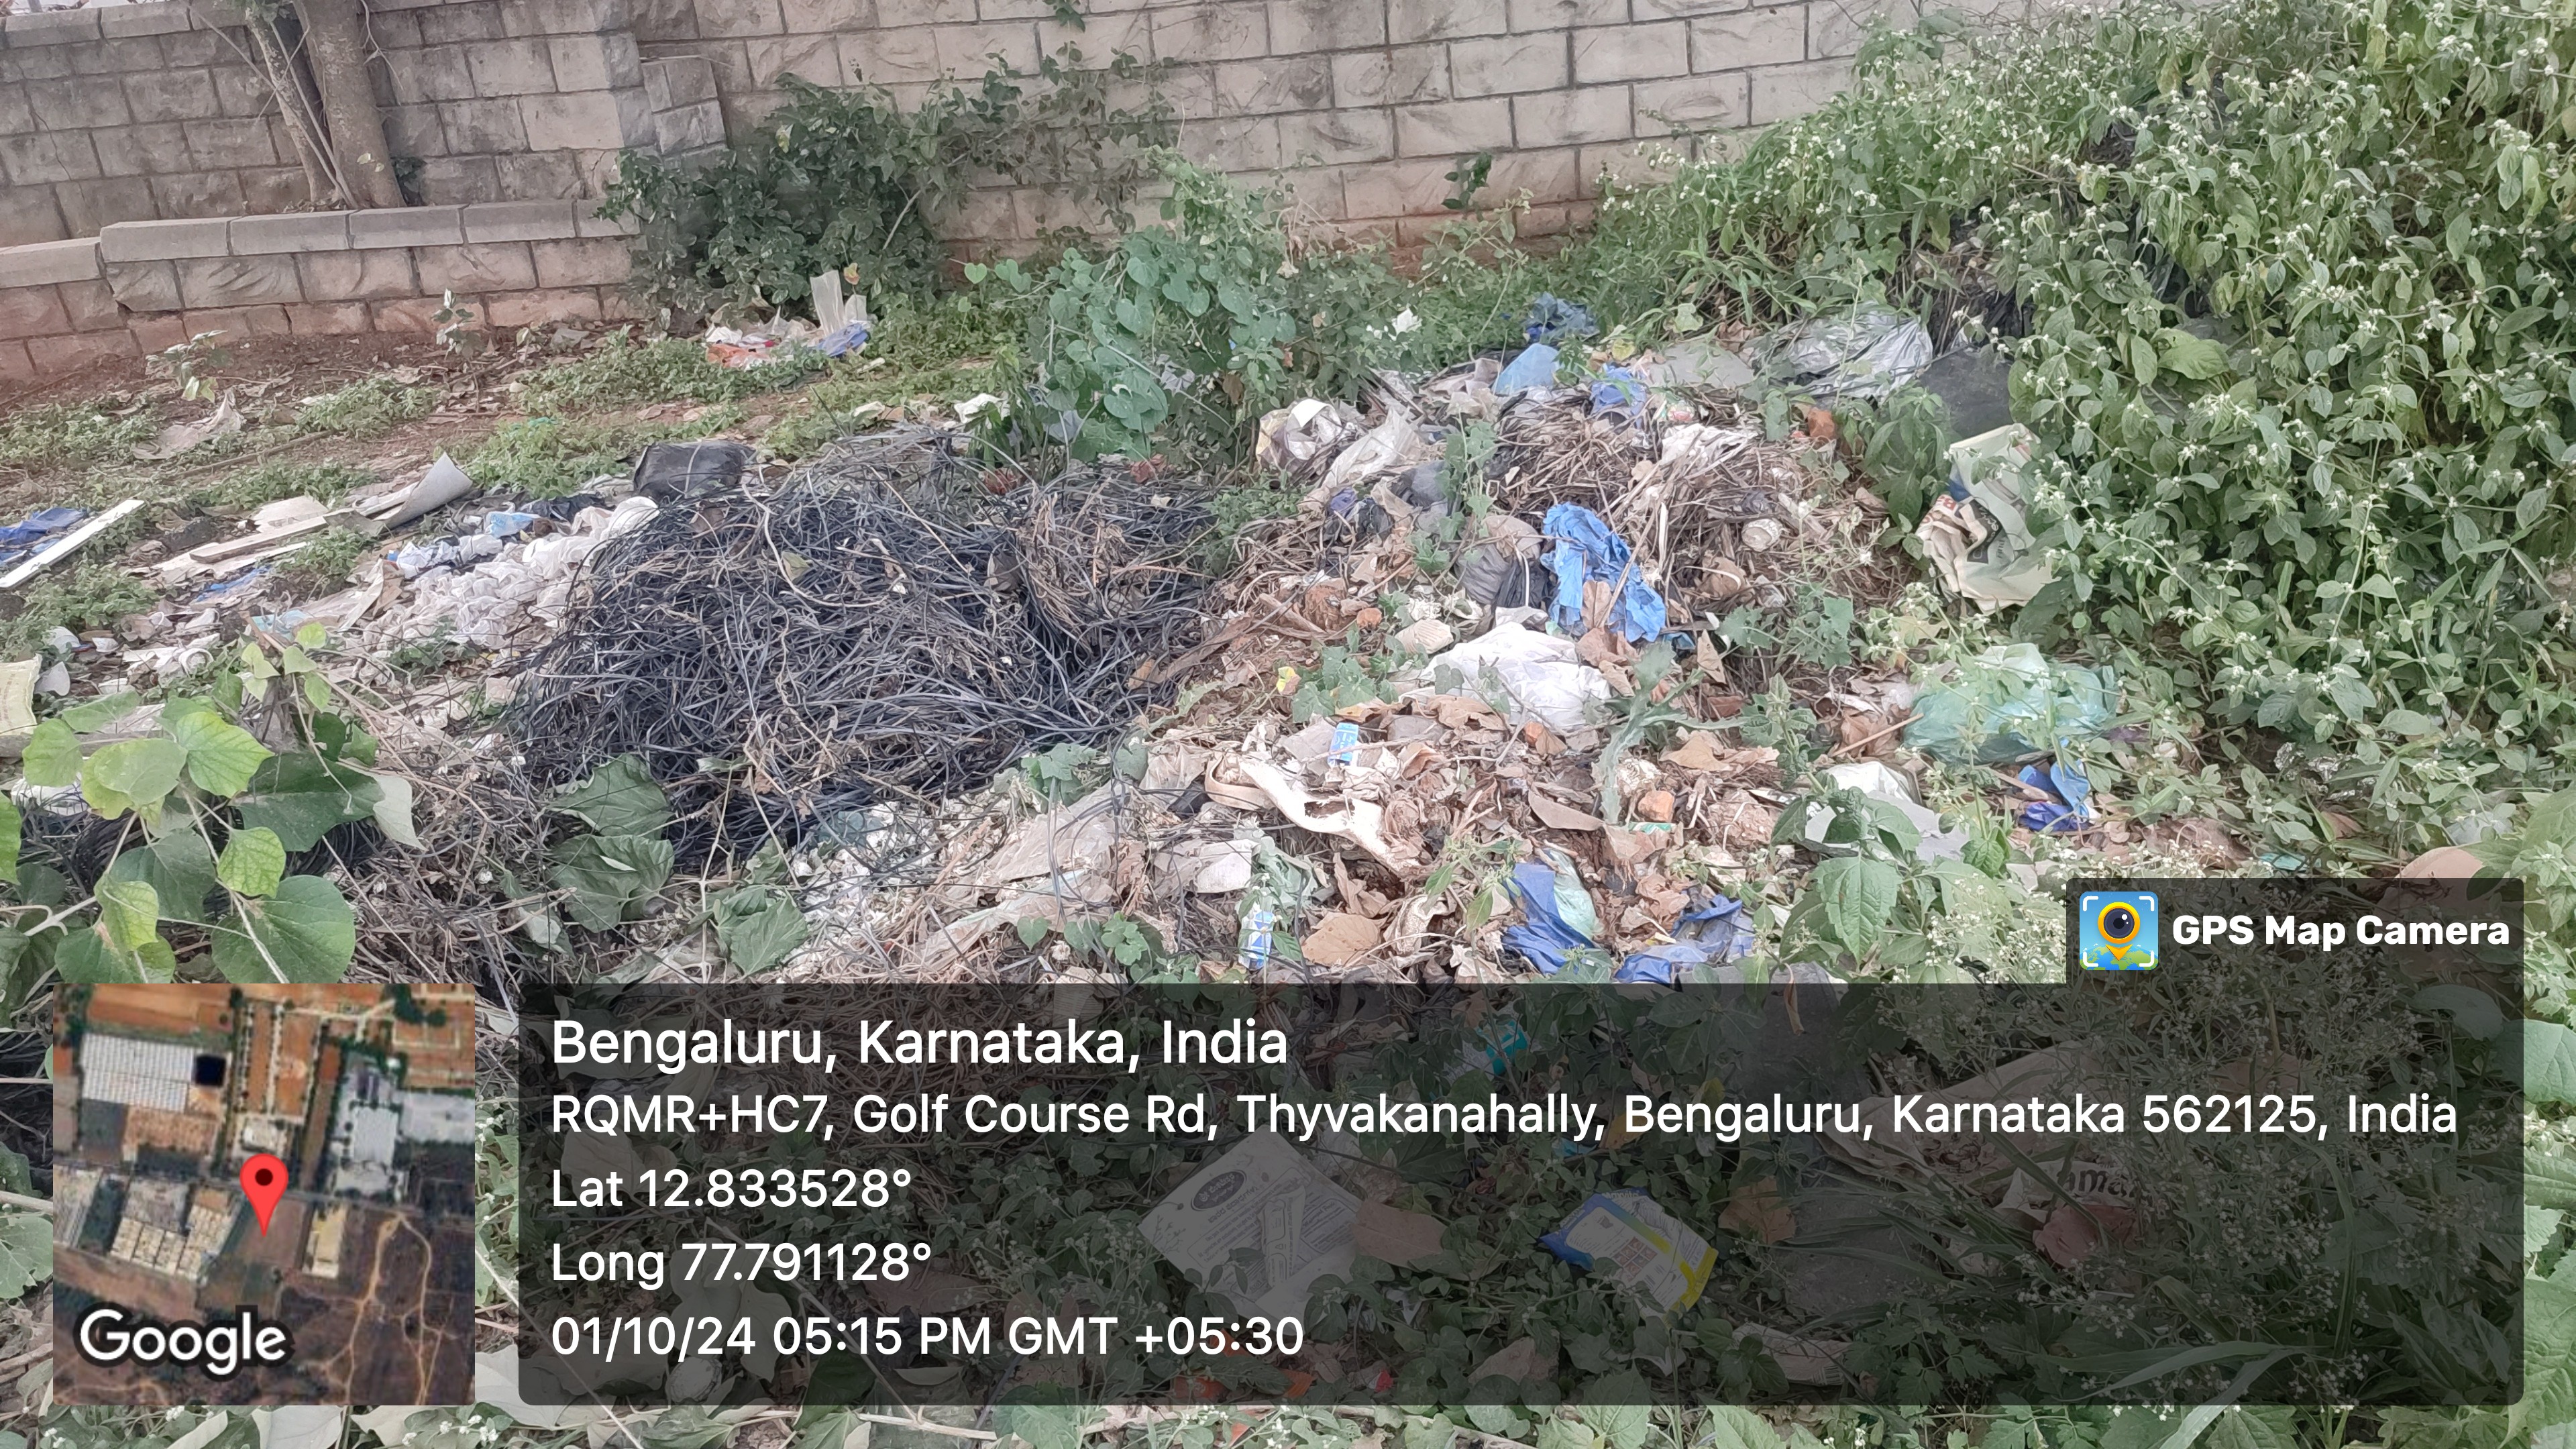 GPS Map Camera
Bengaluru, Karnataka, India
RQMR+HC7, Golf Course Rd, Thyvakanahally, Bengaluru, Karnataka 562125, India
Lat 12.833528°
Long 77.791128°
01/10/24 05:15 PM GMT +05:30
Google